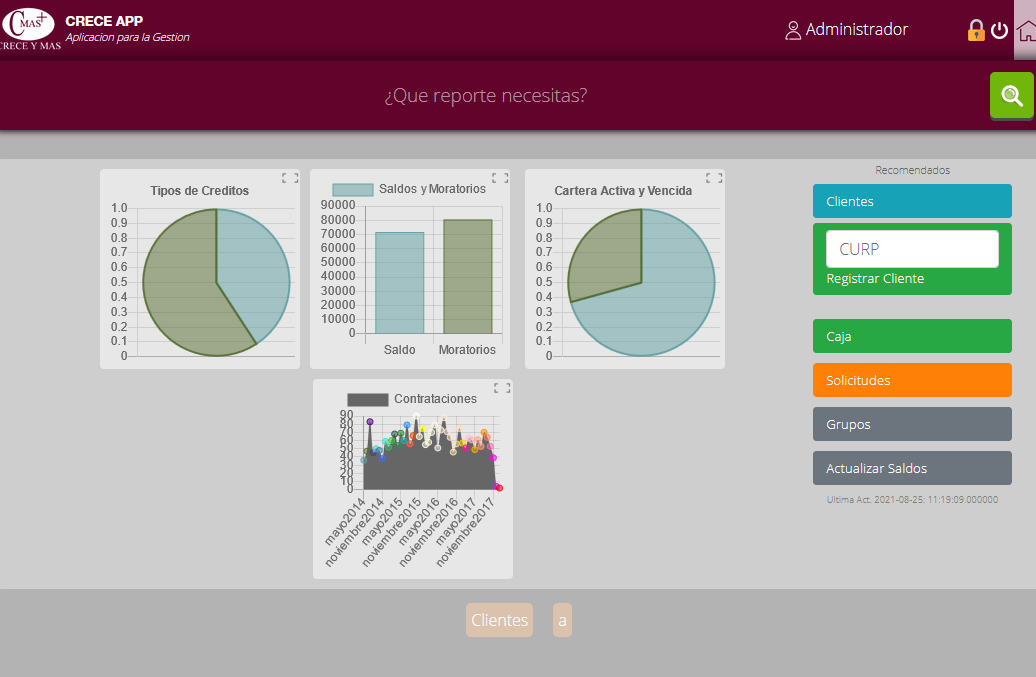 CMAS+
CRECE Y MAS
CRECE APP
Aplicacion para la Gestion
Administrador
¿Que reporte necesitas?
Tipos de Creditos
1.0
0.9
0.8
0.7
0.6
0.5
0.4
0.3
0.2
0.1
0
Saldos y Moratorios
90000
80000
70000
60000
50000
40000
30000
20000
10000
0
Saldo
Moratorios
Cartera Activa y Vencida
1.0
0.9
0.8
0.7
0.6
0.5
0.4
0.3
0.2
0.1
0
Contrataciones
90
80
70
60
50
40
30
20
10
0
mayo2014
noviembre2014
mayo2015
noviembre2015
mayo2016
noviembre2016
mayo2017
noviembre2017
Recomendados
Clientes
CURP
Registrar Cliente
Caja
Solicitudes
Grupos
Actualizar Saldos
Ultima Act. 2021-08-25: 11:19:09.000000
Clientes
a